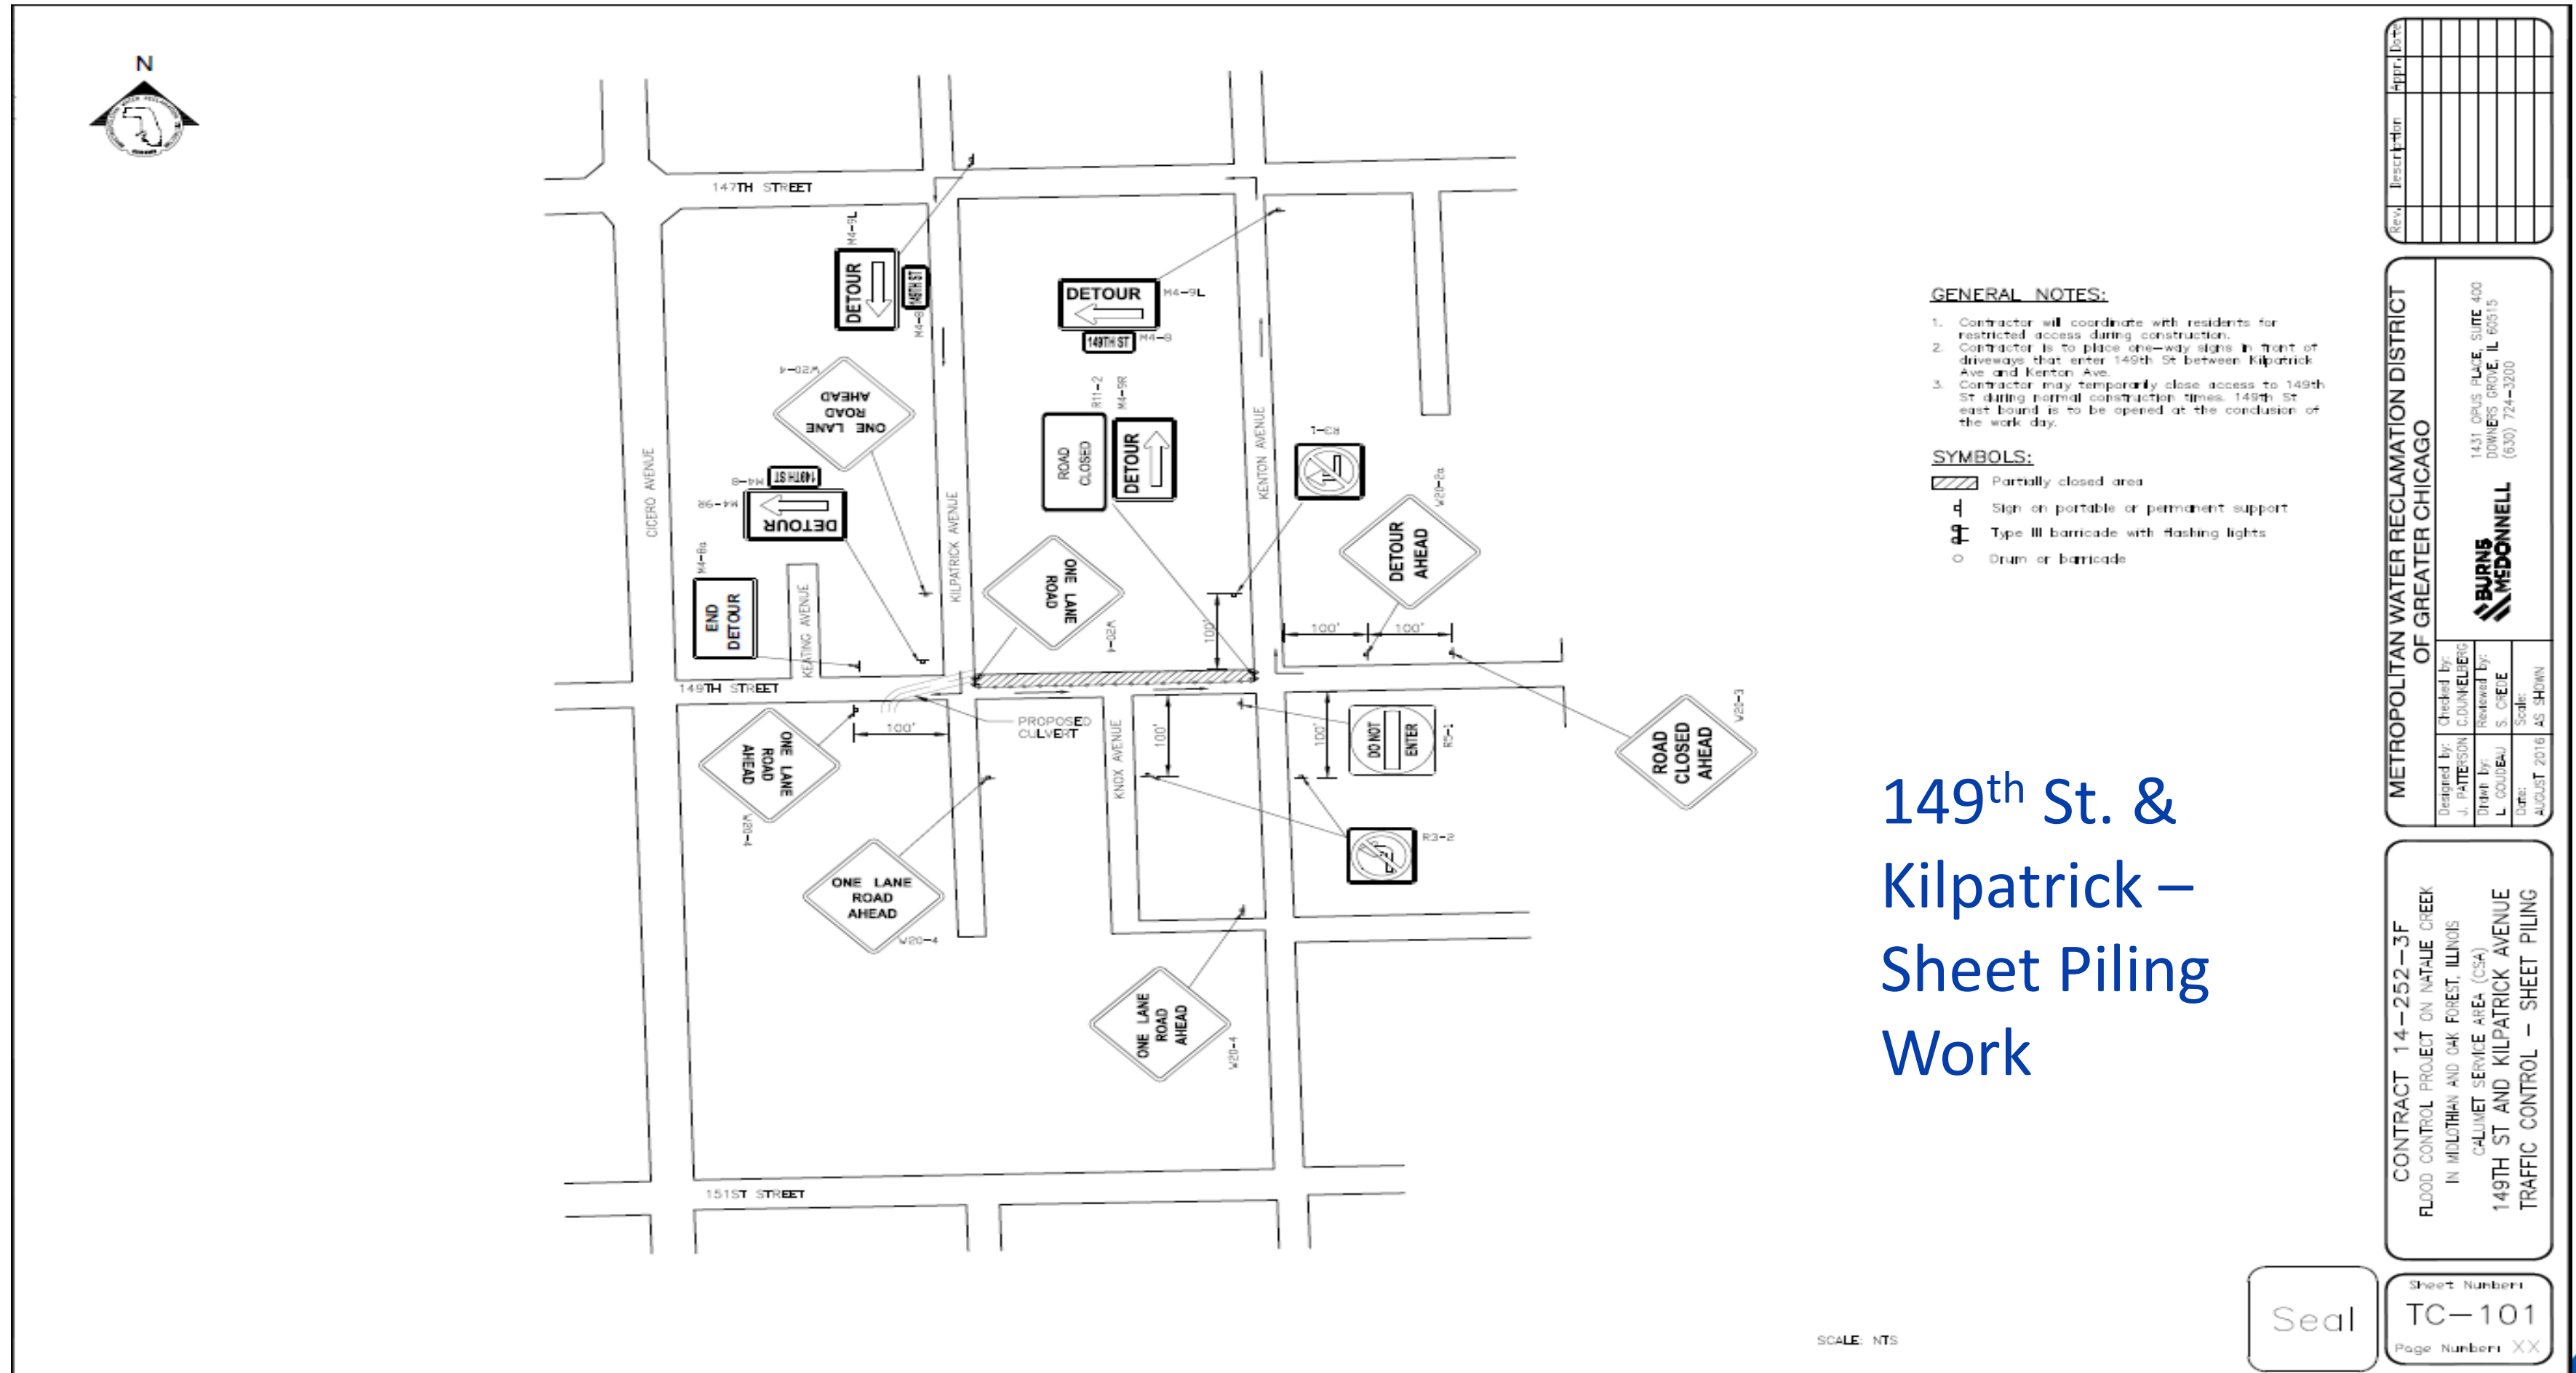 N
147TH STREET
M4-9L
DETOUR
149TH ST
M4-8
DETOUR
M4-9L
149TH ST
M4-8
W20-4
ONE LANE
ROAD
AHEAD
R11-2
M4-9R
ROAD
CLOSED
DETOUR
R3-1
W20-2a
DETOUR
AHEAD
CICERO AVENUE
KILPATRICK AVENUE
KENTON AVENUE
M4-8
149TH ST
M4-9R
DETOUR
M4-8a
END
DETOUR
KEATING AVENUE
ONE LANE
ROAD
W20-4
100'
100'
100'
149TH STREET
100'
PROPOSED
CULVERT
KNOX AVENUE
100'
100'
DO NOT
ENTER
R5-1
W20-3
ROAD
CLOSED
AHEAD
ONE LANE
ROAD
AHEAD
W20-4
ONE LANE
ROAD
AHEAD
W20-4
R3-2
ONE LANE
ROAD
AHEAD
W20-4
151ST STREET
GENERAL NOTES:
1. Contractor will coordinate with residents for
restricted access during construction.
2. Contractor is to place one-way signs in front of
driveways that enter 149th St between Kilpatrick
Ave and Kenton Ave.
3. Contractor may temporarily close access to 149th
St during normal construction times. 149th St
east bound is to be opened at the conclusion of
the work day.
SYMBOLS:
Partially closed area
Sign on portable or permanent support
Type III barricade with flashing lights
Drum or barricade
149th St. &
Kilpatrick –
Sheet Piling
Work
SCALE: NTS
Rev. Description Appr. Date
METROPOLITAN WATER RECLAMATION DISTRICT
OF GREATER CHICAGO
1431 OPUS PLACE, SUITE 400
DOWNERS GROVE, IL 60515
(630) 724-3200
BURNS
McDONNELL
Designed by:
J. PATTERSON
Checked by:
C.DUNKELBERG
Drawn by:
L. GOUDEAU
Reviewed by:
S. CREDE
Date:
AUGUST 2016
Scale:
AS SHOWN
CONTRACT 14-252-3F
FLOOD CONTROL PROJECT ON NATALIE CREEK
IN MIDLOTHIAN AND OAK FOREST, ILLINOIS
CALUMET SERVICE AREA (CSA)
149TH ST AND KILPATRICK AVENUE
TRAFFIC CONTROL - SHEET PILING
Seal
Sheet Number:
TC-101
Page Number: XX